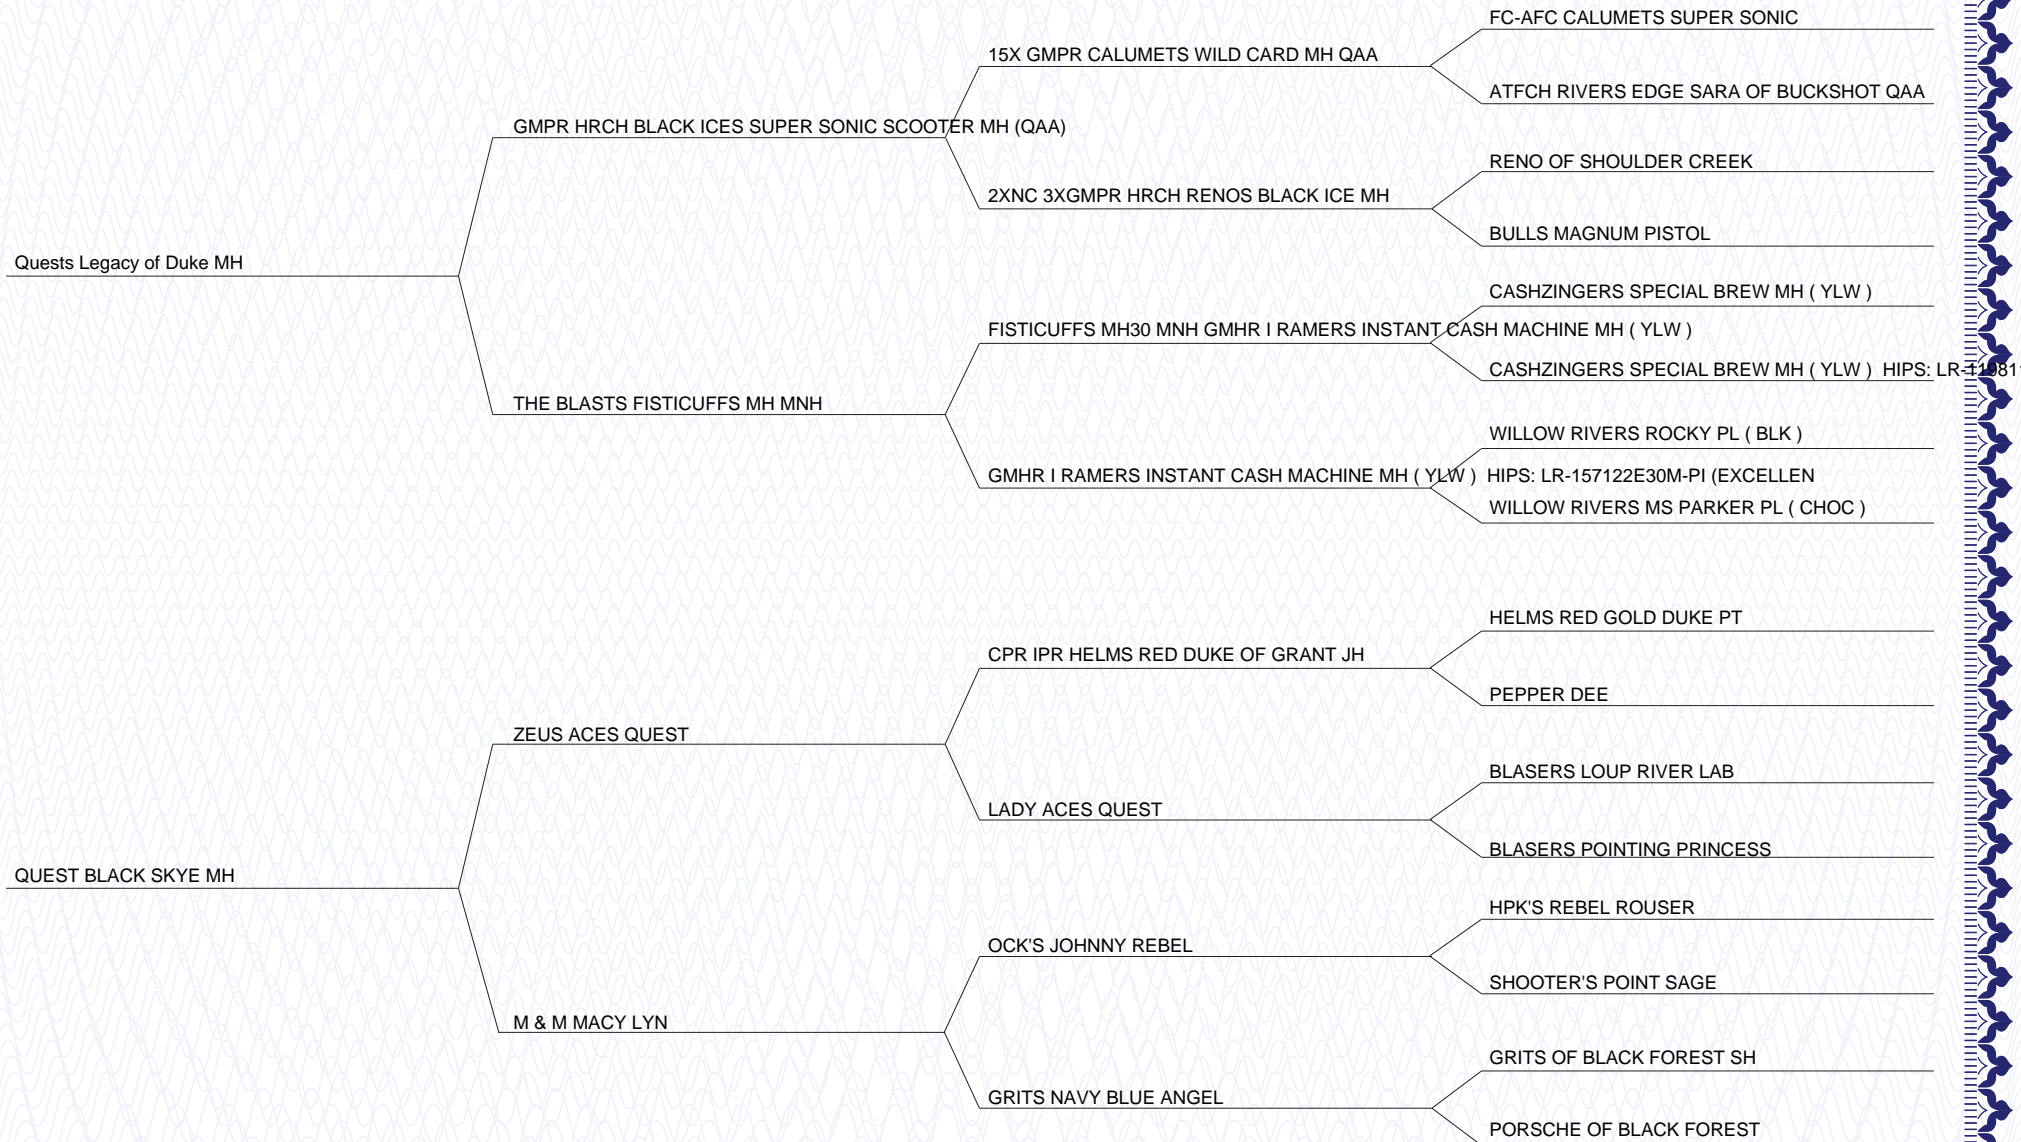 FC-AFC CALUMETS SUPER SONIC
15X GMPR CALUMETS WILD CARD MH QAA
ATFCH RIVERS EDGE SARA OF BUCKSHOT QAA
GMPR HRCH BLACK ICES SUPER SONIC SCOOTER MH (QAA)
RENO OF SHOULDER CREEK
2XNC 3XGMPR HRCH RENOS BLACK ICE MH
BULLS MAGNUM PISTOL
Quests Legacy of Duke MH
CASHZINGERS SPECIAL BREW MH ( YLW )
FISTICUFFS MH30 MNH GMHR I RAMERS INSTANT CASH MACHINE MH ( YLW )
CASHZINGERS SPECIAL BREW MH ( YLW ) HIPS: LR-11981
THE BLASTS FISTICUFFS MH MNH
WILLOW RIVERS ROCKY PL ( BLK )
GMHR I RAMERS INSTANT CASH MACHINE MH ( YLW ) HIPS: LR-157122E30M-PI (EXCELLEN
WILLOW RIVERS MS PARKER PL ( CHOC )
HELMS RED GOLD DUKE PT
CPR IPR HELMS RED DUKE OF GRANT JH
PEPPER DEE
ZEUS ACES QUEST
BLASERS LOUP RIVER LAB
LADY ACES QUEST
BLASERS POINTING PRINCESS
QUEST BLACK SKYE MH
HPK'S REBEL ROUSER
OCK'S JOHNNY REBEL
SHOOTER'S POINT SAGE
M & M MACY LYN
GRITS OF BLACK FOREST SH
GRITS NAVY BLUE ANGEL
PORSCHE OF BLACK FOREST